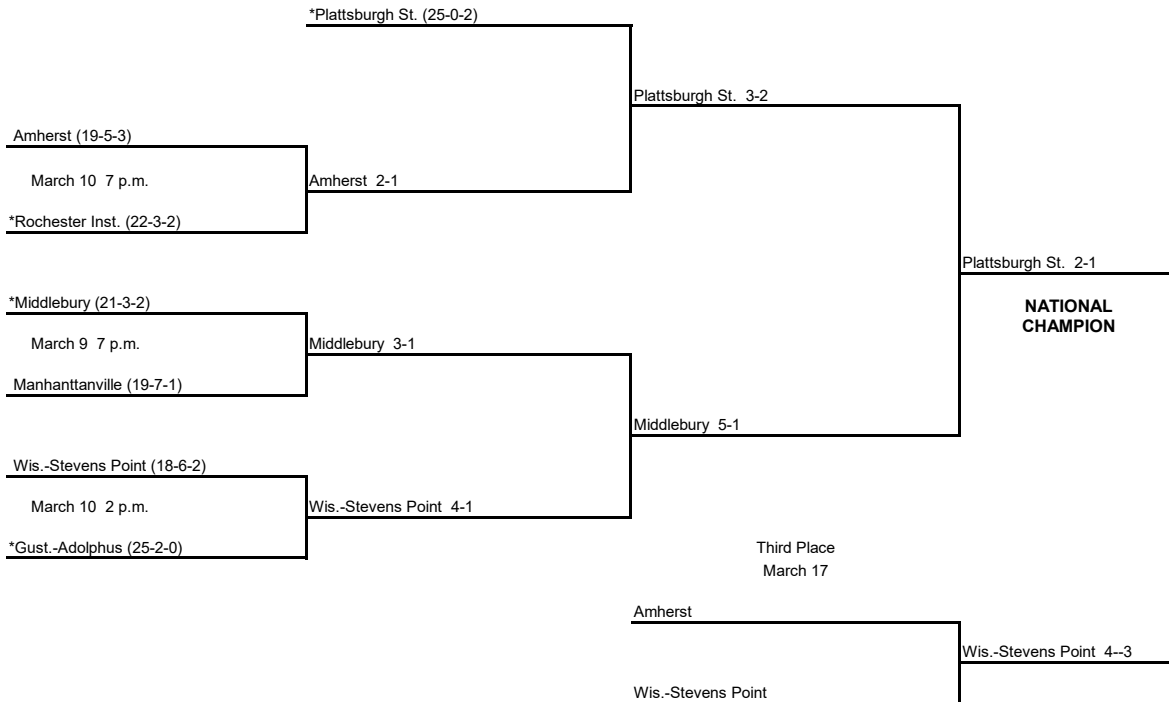 *Plattsburgh St. (25-0-2)
Plattsburgh St.  3-2
Amherst (19-5-3)
March 10  7 p.m.
Amherst  2-1
*Rochester Inst. (22-3-2)
Plattsburgh St.  2-1
*Middlebury (21-3-2)
NATIONAL
CHAMPION
March 9  7 p.m.
Middlebury  3-1
Manhanttanville (19-7-1)
Middlebury  5-1
Wis.-Stevens Point (18-6-2)
March 10  2 p.m.
Wis.-Stevens Point  4-1
*Gust.-Adolphus (25-2-0)
Third Place
March 17
Amherst
Wis.-Stevens Point  4--3
Wis.-Stevens Point